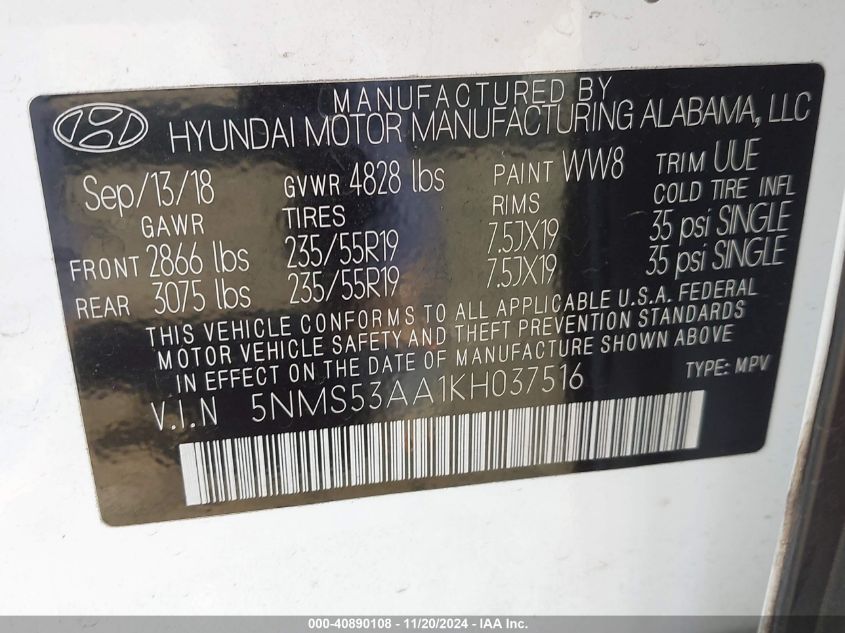 MANUFACTURED BY
HYUNDAI MOTOR MANUFACTURING ALABAMA, LLC
Sep/13/18 GVWR 4828 lbs PAINT WW8 TRIM UUE
GAWR TIRES RIMS COLD TIRE INFL
FRONT 2866 lbs 235/55R19 7.5JX19 35 psi SINGLE
REAR 3075 lbs 235/55R19 7.5JX19 35 psi SINGLE
THIS VEHICLE CONFORMS TO ALL APPLICABLE U.S.A. FEDERAL
MOTOR VEHICLE SAFETY AND THEFT PREVENTION STANDARDS
IN EFFECT ON THE DATE OF MANUFACTURE SHOWN ABOVE
V.I.N 5NMS53AA1KH037516 TYPE: MPV
000-40890108 - 11/20/2024 - IAA Inc.